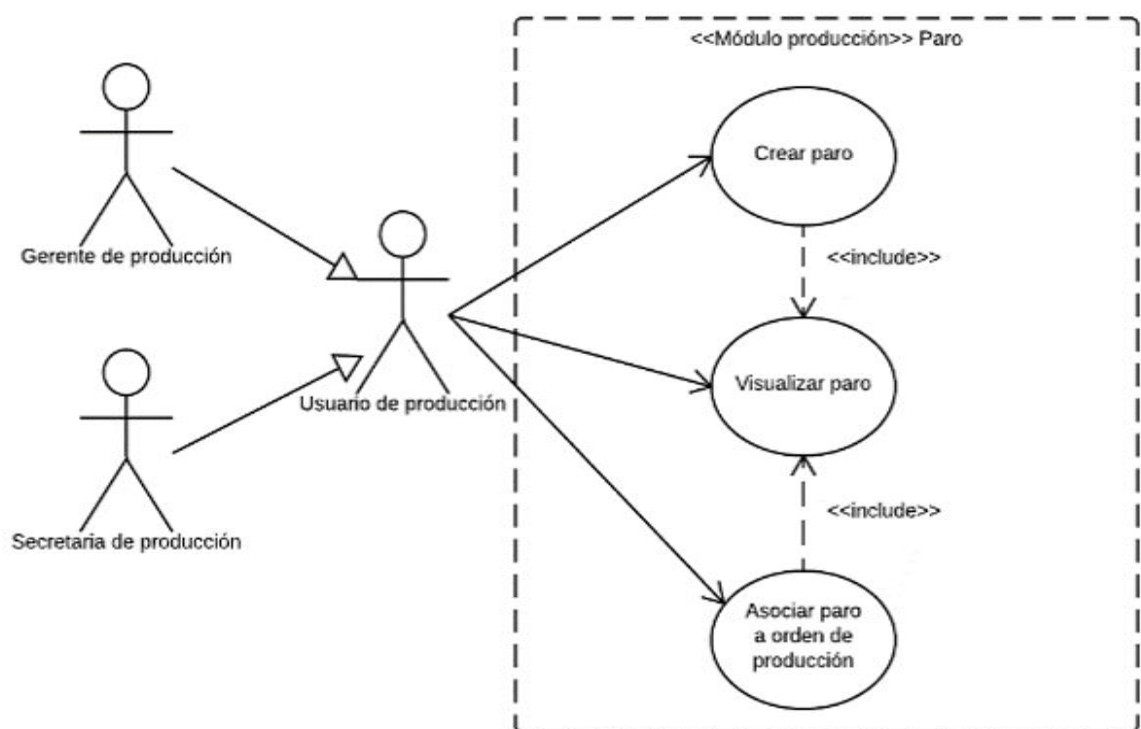 <<Módulo producción>> Paro
Crear paro
Gerente de producción
<<include>>
Visualizar paro
Usuario de producción
<<include>>
Secretaria de producción
Asociar paro
a orden de
producción